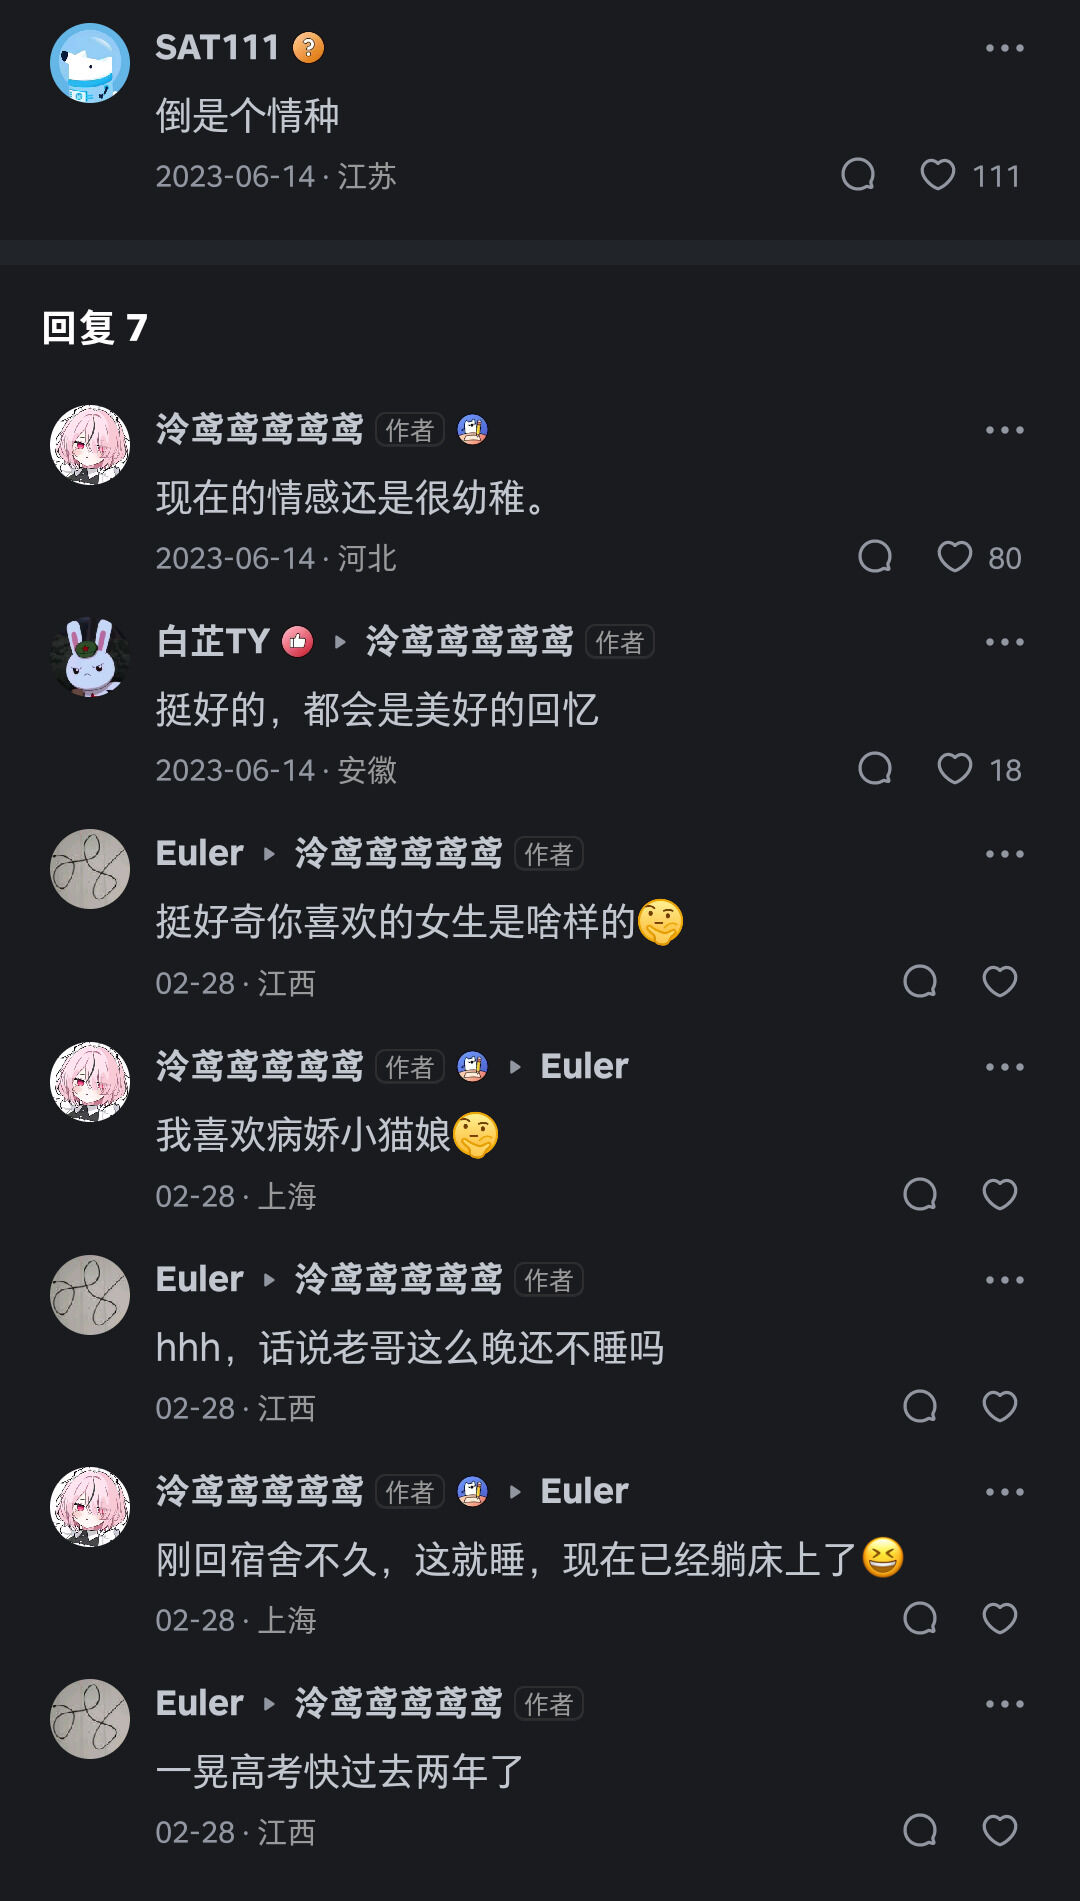 SAT111
倒是个情种
2023-06-14 · 江苏 111
回复 7
泠鸢鸢鸢鸢鸢 作者
现在的情感还是很幼稚。
2023-06-14 · 河北 80
白芷TY 泠鸢鸢鸢鸢鸢 作者
挺好的，都会是美好的回忆
2023-06-14 · 安徽 18
Euler 泠鸢鸢鸢鸢鸢 作者
挺好奇你喜欢的女生是啥样的🤔
02-28 · 江西
泠鸢鸢鸢鸢鸢 作者 Euler
我喜欢病娇小猫娘🤔
02-28 · 上海
Euler 泠鸢鸢鸢鸢鸢 作者
hhh，话说老哥这么晚还不睡吗
02-28 · 江西
泠鸢鸢鸢鸢鸢 作者 Euler
刚回宿舍不久，这就睡，现在已经躺床上了😆
02-28 · 上海
Euler 泠鸢鸢鸢鸢鸢 作者
一晃高考快过去两年了
02-28 · 江西